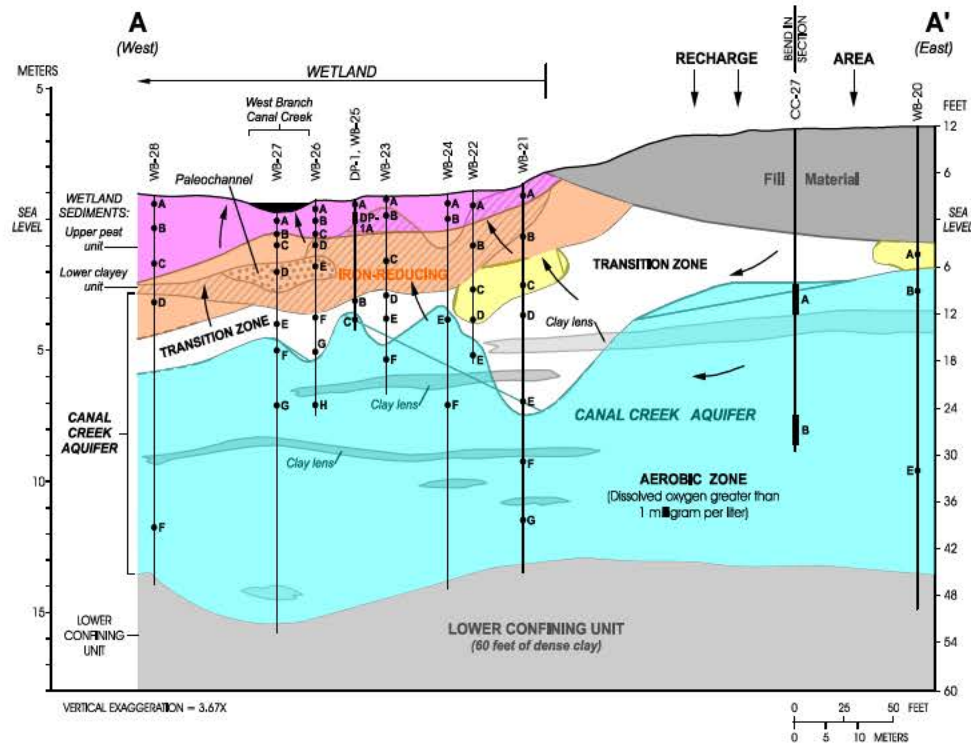 A
(West)
A'
(East)
BEND IN
SECTION
METERS
WETLAND
RECHARGE
AREA
FEET
5
12
West Branch
Canal Creek
WB-28
WB-27
WB-26
DP-1, WB-25
WB-23
WB-24
WB-22
WB-21
CC-27
WB-20
Paleochannel
6
Fill Material
WETLAND
SEDIMENTS:
SEA
LEVEL
Upper peat
unit
Lower clayey
unit
SEA
LEVEL
A
B
C
D
F
A
B
C
D
E
F
G
A
B
C
D
E
F
G
H
A
DP-
1A
B
C
A
B
C
D
E
F
A
B
E
F
A
B
C
D
E
A
B
C
D
E
F
G
A
B
A
B
E
IRON-REDUCING
TRANSITION ZONE
6
12
TRANSITION ZONE
Clay lens
5
18
Clay lens
CANAL CREEK AQUIFER
24
CANAL
CREEK
AQUIFER
Clay lens
30
AEROBIC ZONE
(Dissolved oxygen greater than
1 milligram per liter)
10
36
42
48
15
LOWER
CONFINING
UNIT
LOWER CONFINING UNIT
(60 feet of dense clay)
54
60
VERTICAL EXAGGERATION = 3.67X
0 25 50 FEET
0 5 10 METERS